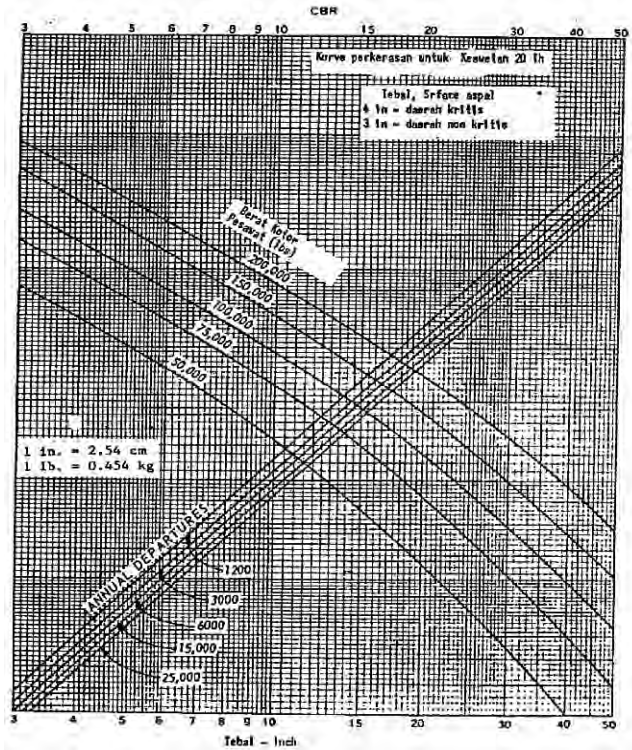 CBR
3 4 5 6 7 8 9 10 15 20 30 40 50
Kurva perkerasan untuk Keawetan 20 th
Tebal, Srface aspal
4 in - daerah kritis
3 in - daerah non kritis
Berat Kotor
Pesawat (lbs)
200,000
150,000
100,000
75,000
50,000
1 in. = 2.54 cm
1 lb. = 0.454 kg
ANNUAL DEPARTURES
1200
3000
6000
15,000
25,000
3 4 5 6 7 8 9 10 15 20 30 40 50
Tebal - Inch